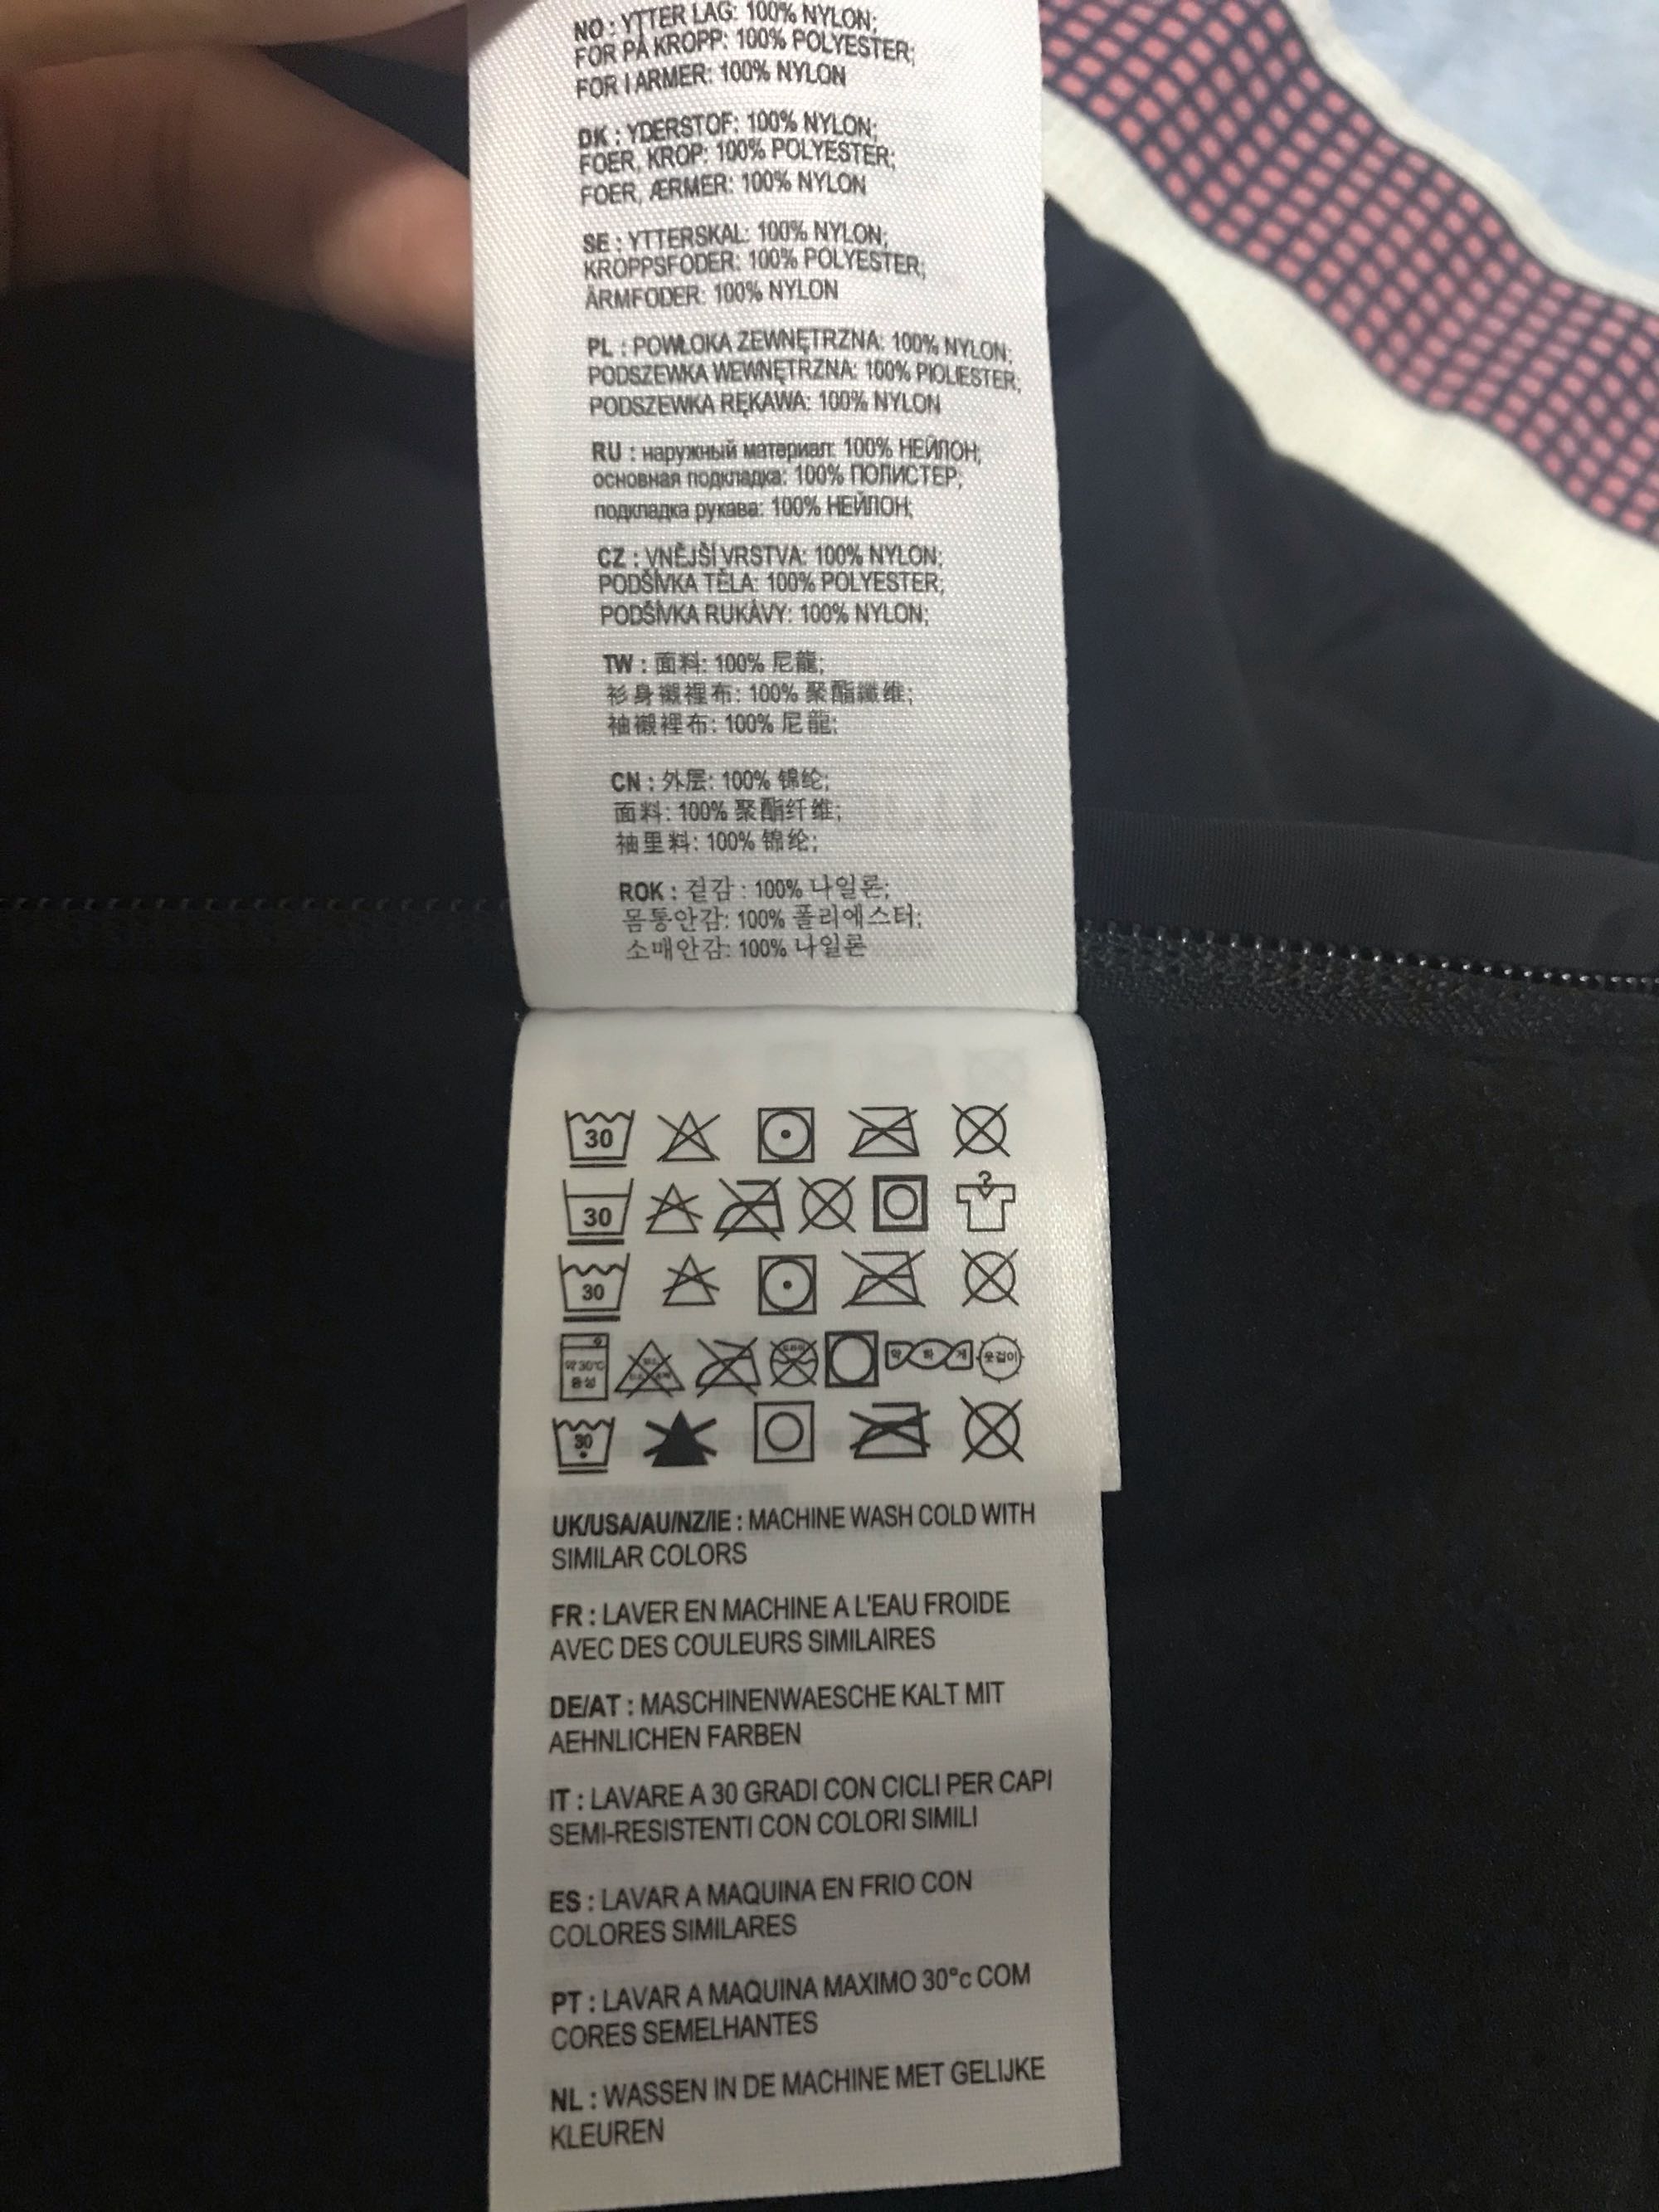 NO : YTTER LAG: 100% NYLON;
FOR PÅ KROPP: 100% POLYESTER;
FOR I ARMER: 100% NYLON
DK : YDERSTOF: 100% NYLON;
FOER, KROP: 100% POLYESTER;
FOER, ÆRMER: 100% NYLON
SE : YTTERSKAL: 100% NYLON;
KROPPSFODER: 100% POLYESTER;
ÄRMFODER: 100% NYLON
PL : POWŁOKA ZEWNĘTRZNA: 100% NYLON;
PODSZEWKA WEWNĘTRZNA: 100% PIOLIESTER;
PODSZEWKA RĘKAWA: 100% NYLON
RU : наружный материал: 100% НЕЙЛОН;
основная подкладка: 100% ПОЛИСТЕР;
подкладка рукава: 100% НЕЙЛОН;
CZ : VNĚJŠÍ VRSTVA: 100% NYLON;
PODŠÍVKA TĚLA: 100% POLYESTER;
PODŠÍVKA RUKÁVY: 100% NYLON;
TW : 面料: 100% 尼龍;
衫身襯裡布: 100% 聚酯纖维;
袖襯裡布: 100% 尼龍;
CN : 外层: 100% 锦纶;
面料: 100% 聚酯纤维;
袖里料: 100% 锦纶;
ROK : 겉감 : 100% 나일론;
몸통안감: 100% 폴리에스터;
소매안감: 100% 나일론
30
30
30
약 30℃
중성
약 하 게
옷걸이
30
UK/USA/AU/NZ/IE : MACHINE WASH COLD WITH
SIMILAR COLORS
FR : LAVER EN MACHINE A L'EAU FROIDE
AVEC DES COULEURS SIMILAIRES
DE/AT : MASCHINENWAESCHE KALT MIT
AEHNLICHEN FARBEN
IT : LAVARE A 30 GRADI CON CICLI PER CAPI
SEMI-RESISTENTI CON COLORI SIMILI
ES : LAVAR A MAQUINA EN FRIO CON
COLORES SIMILARES
PT : LAVAR A MAQUINA MAXIMO 30°c COM
CORES SEMELHANTES
NL : WASSEN IN DE MACHINE MET GELIJKE
KLEUREN